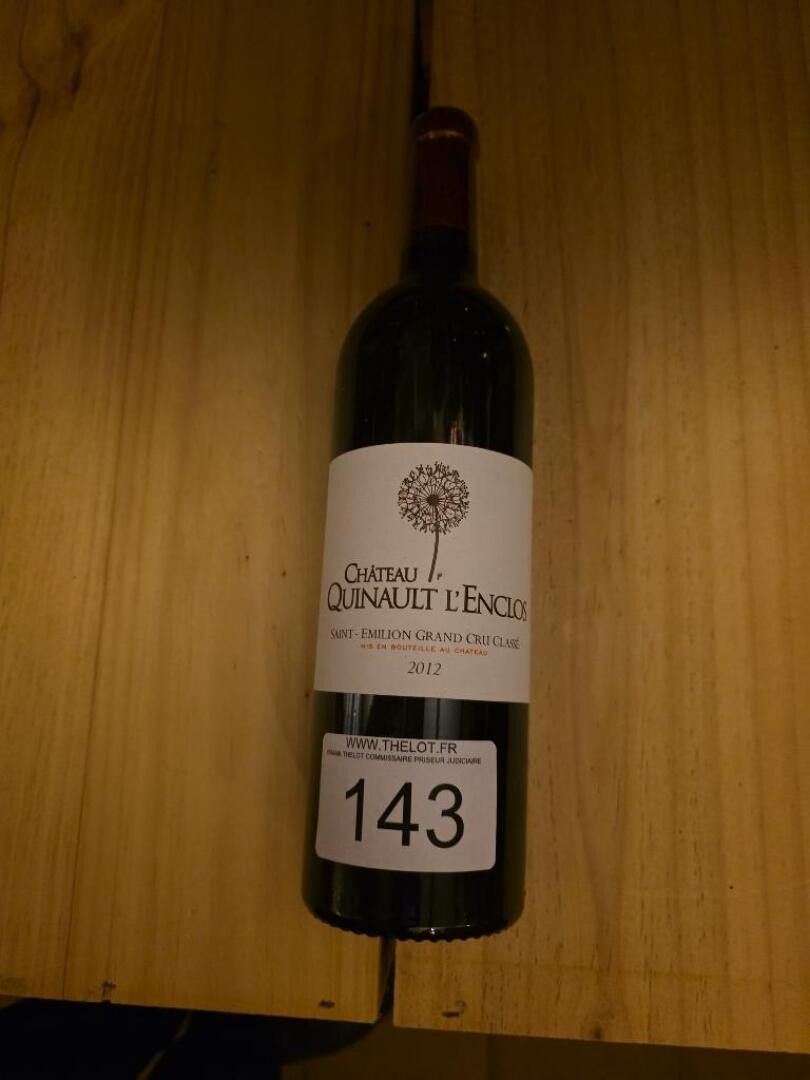 CHÂTEAU
QUINAULT L'ENCLOS
SAINT-EMILION GRAND CRU CLASSÉ
MIS EN BOUTEILLE AU CHATEAU
2012
WWW.THELOT.FR
FRANK THELOT COMMISSAIRE PRISEUR JUDICIAIRE
143